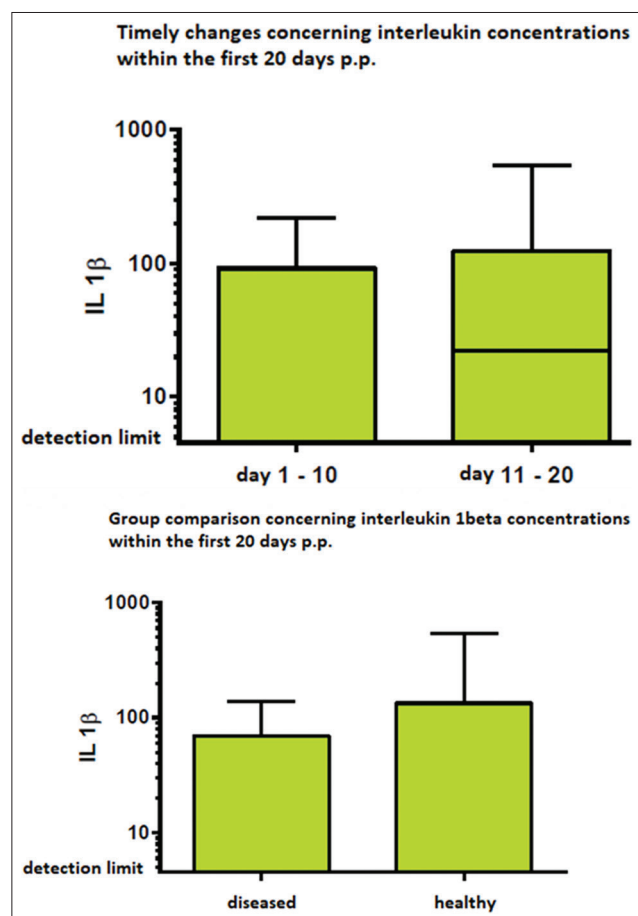 Timely changes concerning interleukin concentrations
within the first 20 days p.p.
1000
100
10
IL 1β
detection limit
day 1 - 10
day 11 - 20
Group comparison concerning interleukin 1beta concentrations
within the first 20 days p.p.
1000
100
10
IL 1β
detection limit
diseased
healthy